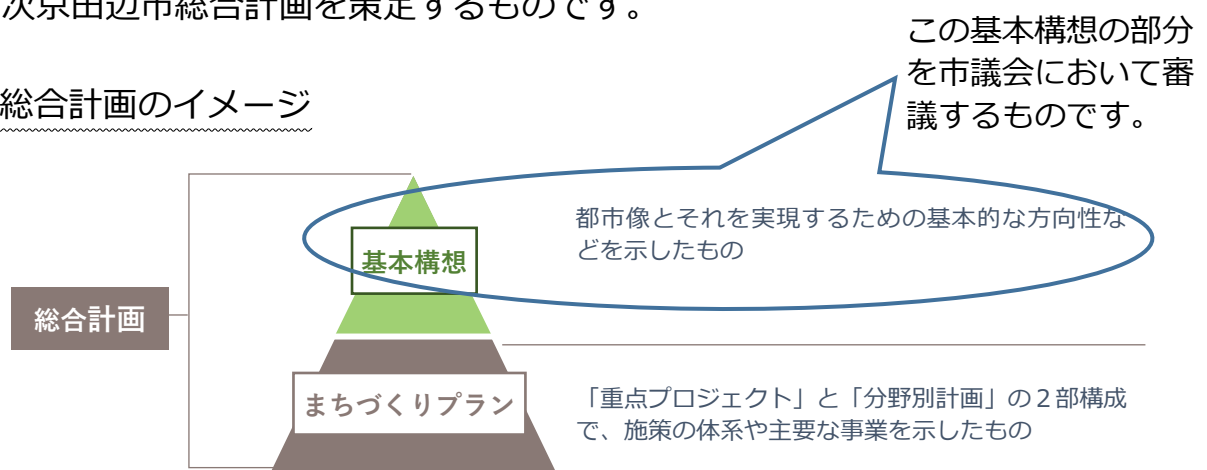 次京田辺市総合計画を策定するものです。
この基本構想の部分
を市議会において審
議するものです。
総合計画のイメージ
都市像とそれを実現するための基本的な方向性な
どを示したもの
基本構想
総合計画
まちづくりプラン
「重点プロジェクト」と「分野別計画」の２部構成
で、施策の体系や主要な事業を示したもの